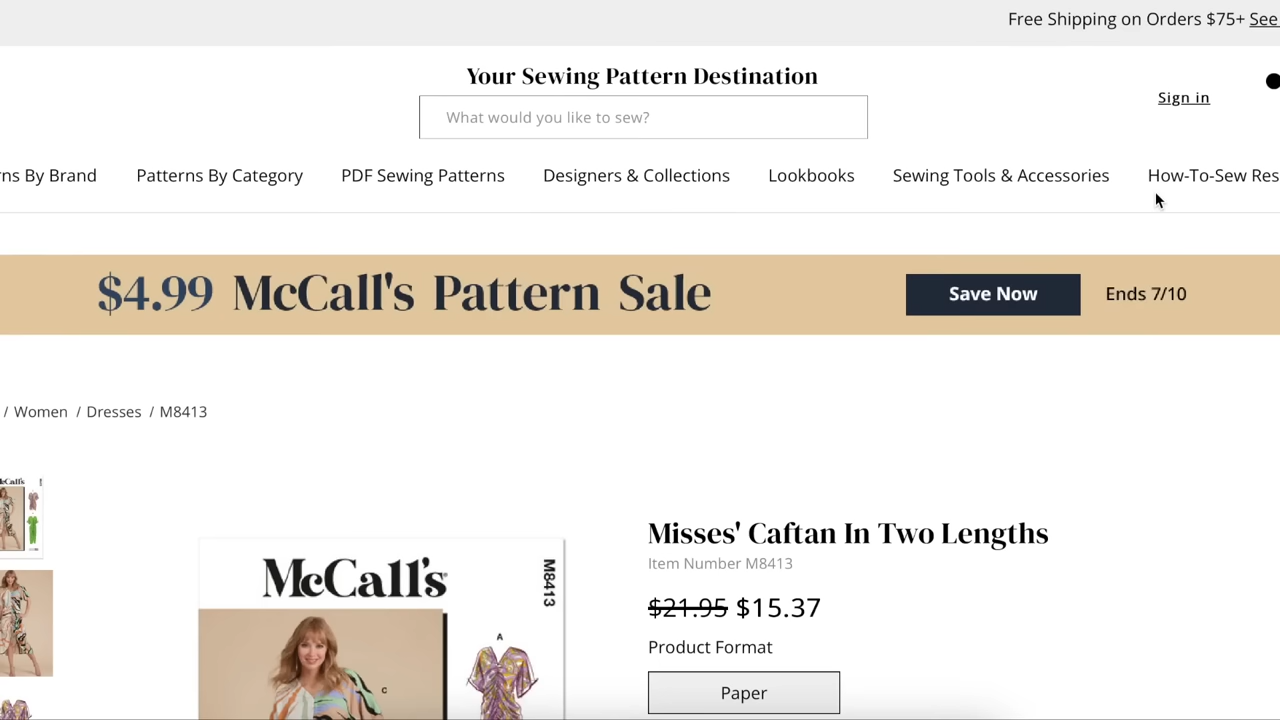 Free Shipping on Orders $75+ See
Your Sewing Pattern Destination
What would you like to sew?
Sign in
ns By Brand
Patterns By Category
PDF Sewing Patterns
Designers & Collections
Lookbooks
Sewing Tools & Accessories
How-To-Sew Res
$4.99 McCall's Pattern Sale
Save Now
Ends 7/10
/ Women / Dresses / M8413
McCall's
M8413
A
C
Misses' Caftan In Two Lengths
Item Number M8413
$21.95 $15.37
Product Format
Paper